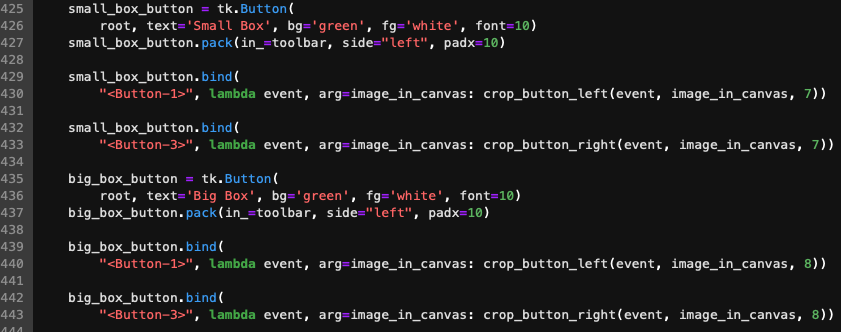 425 small_box_button = tk.Button(
426 root, text='Small Box', bg='green', fg='white', font=10)
427 small_box_button.pack(in_=toolbar, side="left", padx=10)
428
429 small_box_button.bind(
430 "<Button-1>", lambda event, arg=image_in_canvas: crop_button_left(event, image_in_canvas, 7))
431
432 small_box_button.bind(
433 "<Button-3>", lambda event, arg=image_in_canvas: crop_button_right(event, image_in_canvas, 7))
434
435 big_box_button = tk.Button(
436 root, text='Big Box', bg='green', fg='white', font=10)
437 big_box_button.pack(in_=toolbar, side="left", padx=10)
438
439 big_box_button.bind(
440 "<Button-1>", lambda event, arg=image_in_canvas: crop_button_left(event, image_in_canvas, 8))
441
442 big_box_button.bind(
443 "<Button-3>", lambda event, arg=image_in_canvas: crop_button_right(event, image_in_canvas, 8))